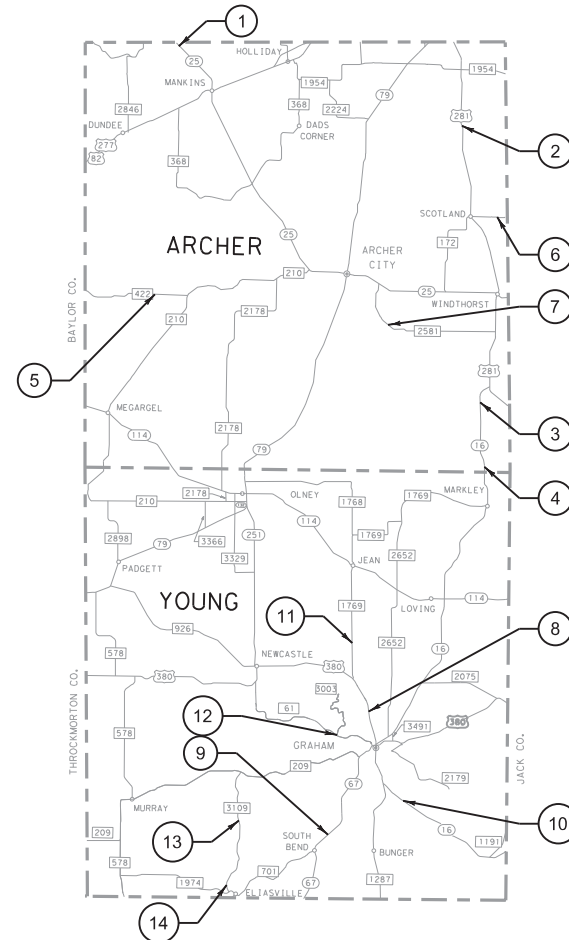 1
HOLLIDAY
25
1954
MANKINS
1954
79
2846
368
2224
281
DUNDEE
DADS
CORNER
2
277
82
368
SCOTLAND
6
25
172
ARCHER
ARCHER
CITY
210
25
WINDTHORST
BAYLOR CO.
422
2178
7
210
2581
5
281
MEGARGEL
3
114
2178
79
16
4
2178
OLNEY
1768
1769
MARKLEY
210
114
2898
251
1769
3366
2652
79
3329
JEAN
PADGETT
YOUNG
11
1769
LOVING
114
8
926
2652
16
578
NEWCASTLE
380
380
3003
2075
THROCKMORTON CO.
12
61
3491
380
578
GRAHAM
9
209
67
2179
JACK CO.
MURRAY
3109
13
SOUTH
BEND
16
10
209
1191
578
701
BUNGER
1974
67
1287
ELIASVILLE
14